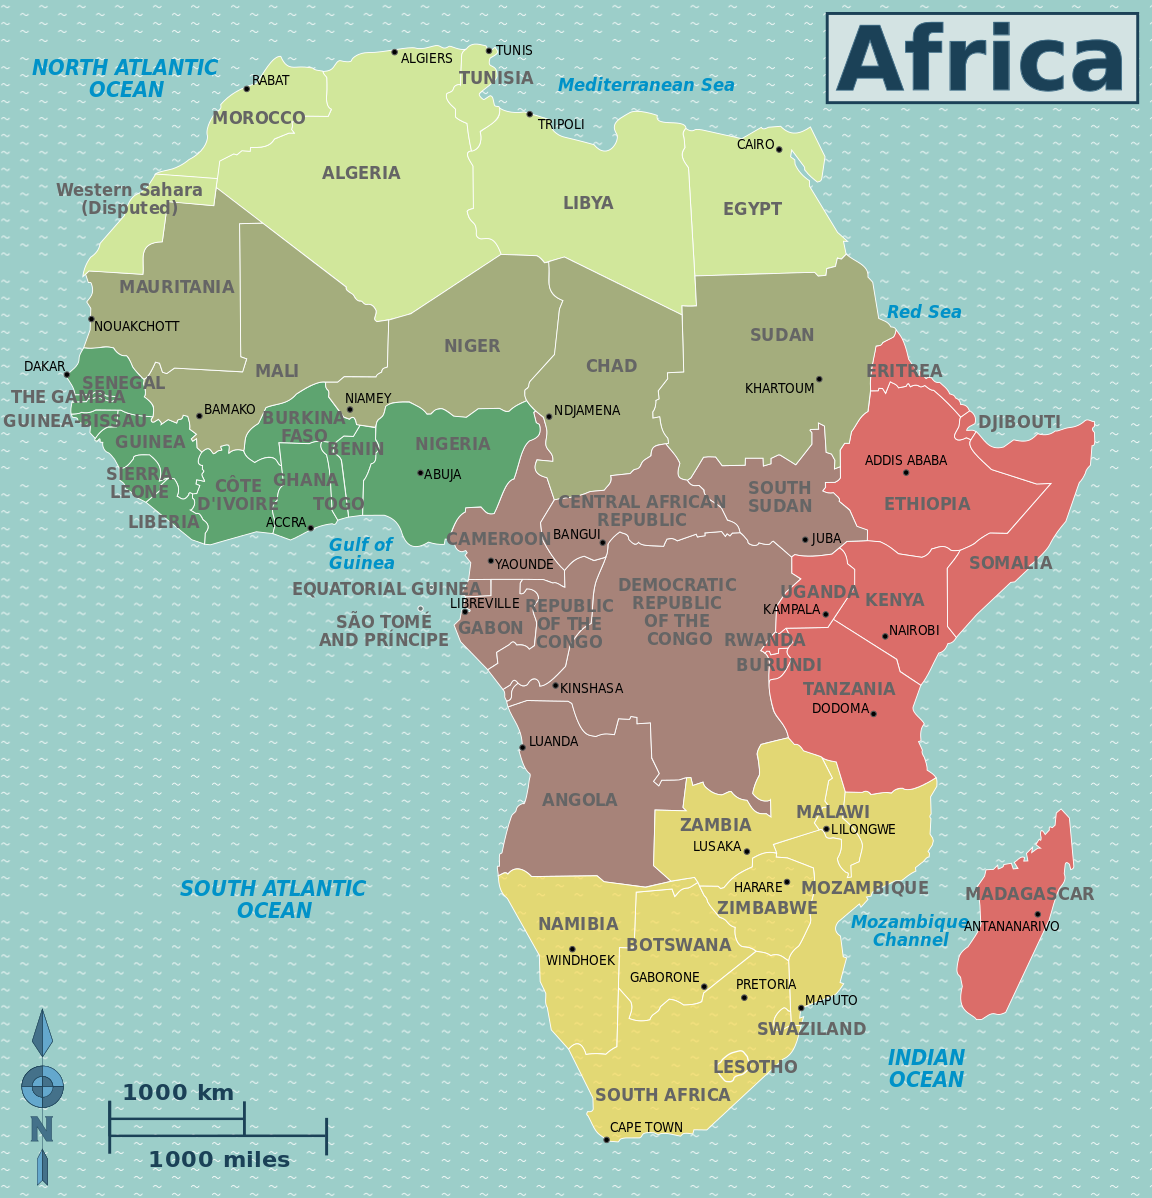 Africa
NORTH ATLANTIC
OCEAN
Mediterranean Sea
TUNIS
ALGIERS
TUNISIA
RABAT
MOROCCO
TRIPOLI
CAIRO
ALGERIA
Western Sahara
(Disputed)
LIBYA
EGYPT
MAURITANIA
NOUAKCHOTT
Red Sea
SUDAN
NIGER
CHAD
MALI
KHARTOUM
ERITREA
DAKAR
SENEGAL
THE GAMBIA
GUINEA-BISSAU
BAMAKO
NIAMEY
NDJAMENA
DJIBOUTI
BURKINA
FASO
GUINEA
BENIN
NIGERIA
ABUJA
ADDIS ABABA
SIERRA
LEONE
CÔTE
D'IVOIRE
GHANA
TOGO
ETHIOPIA
SOUTH
SUDAN
CENTRAL AFRICAN
REPUBLIC
LIBERIA
ACCRA
CAMEROON
BANGUI
JUBA
Gulf of
Guinea
YAOUNDE
SOMALIA
EQUATORIAL GUINEA
LIBREVILLE
DEMOCRATIC
REPUBLIC
OF THE
CONGO
UGANDA
KENYA
KAMPALA
REPUBLIC
OF THE
CONGO
SÃO TOMÉ
AND PRÍNCIPE
GABON
NAIROBI
RWANDA
BURUNDI
KINSHASA
TANZANIA
DODOMA
LUANDA
ANGOLA
MALAWI
ZAMBIA
LILONGWE
LUSAKA
SOUTH ATLANTIC
OCEAN
HARARE
MOZAMBIQUE
ZIMBABWE
MADAGASCAR
ANTANANARIVO
Mozambique
Channel
NAMIBIA
BOTSWANA
WINDHOEK
GABORONE
PRETORIA
MAPUTO
SWAZILAND
INDIAN
OCEAN
LESOTHO
SOUTH AFRICA
CAPE TOWN
N
1000 km
1000 miles